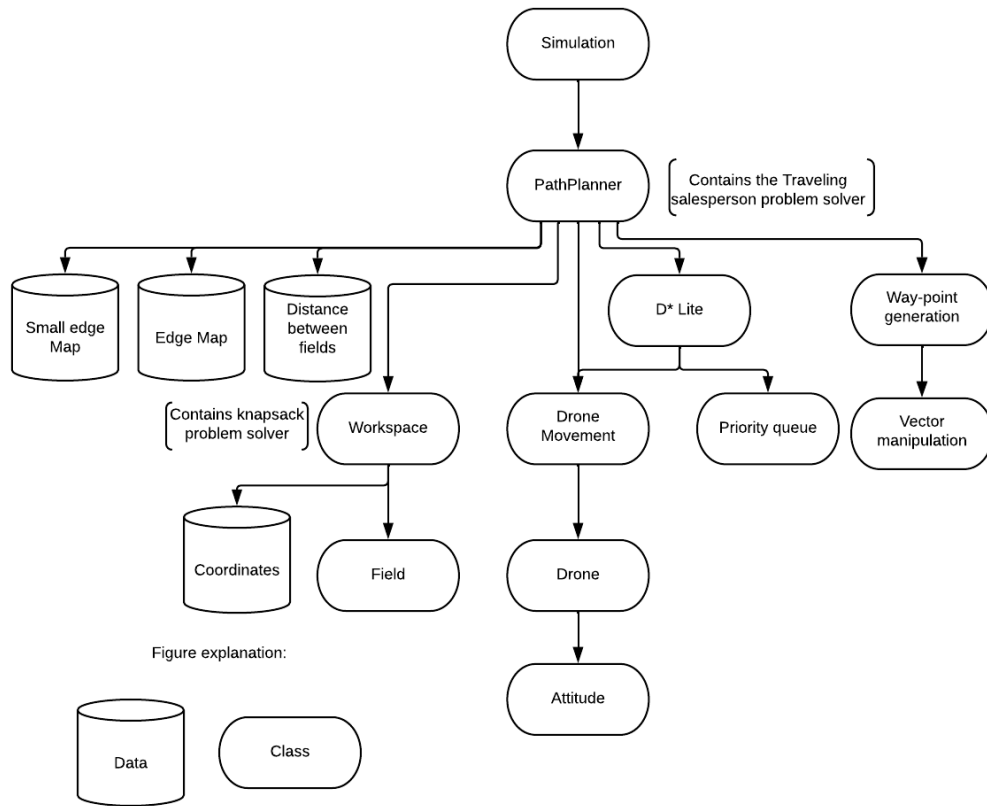 Simulation
PathPlanner
Contains the Traveling
salesperson problem solver
Small edge
Map
Edge Map
Distance
between
fields
D* Lite
Way-point
generation
Contains knapsack
problem solver
Workspace
Drone
Movement
Priority queue
Vector
manipulation
Coordinates
Field
Drone
Figure explanation:
Attitude
Data
Class